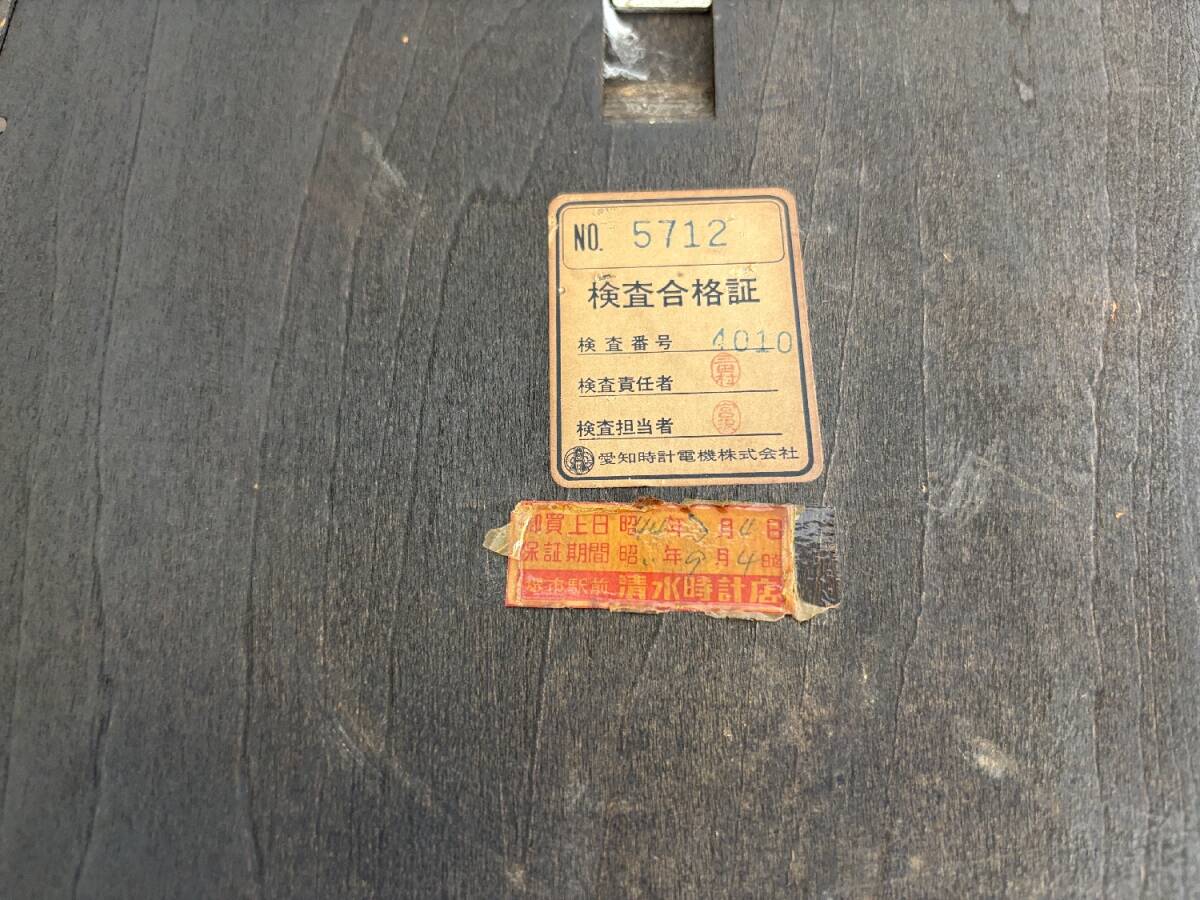 NO. 5712
検査合格証
検査番号 4010
検査責任者
検査担当者
愛知時計電機株式会社
御買上日 昭44年 月4日
保証期間 昭 年9月4日
市駅前 清水時計店